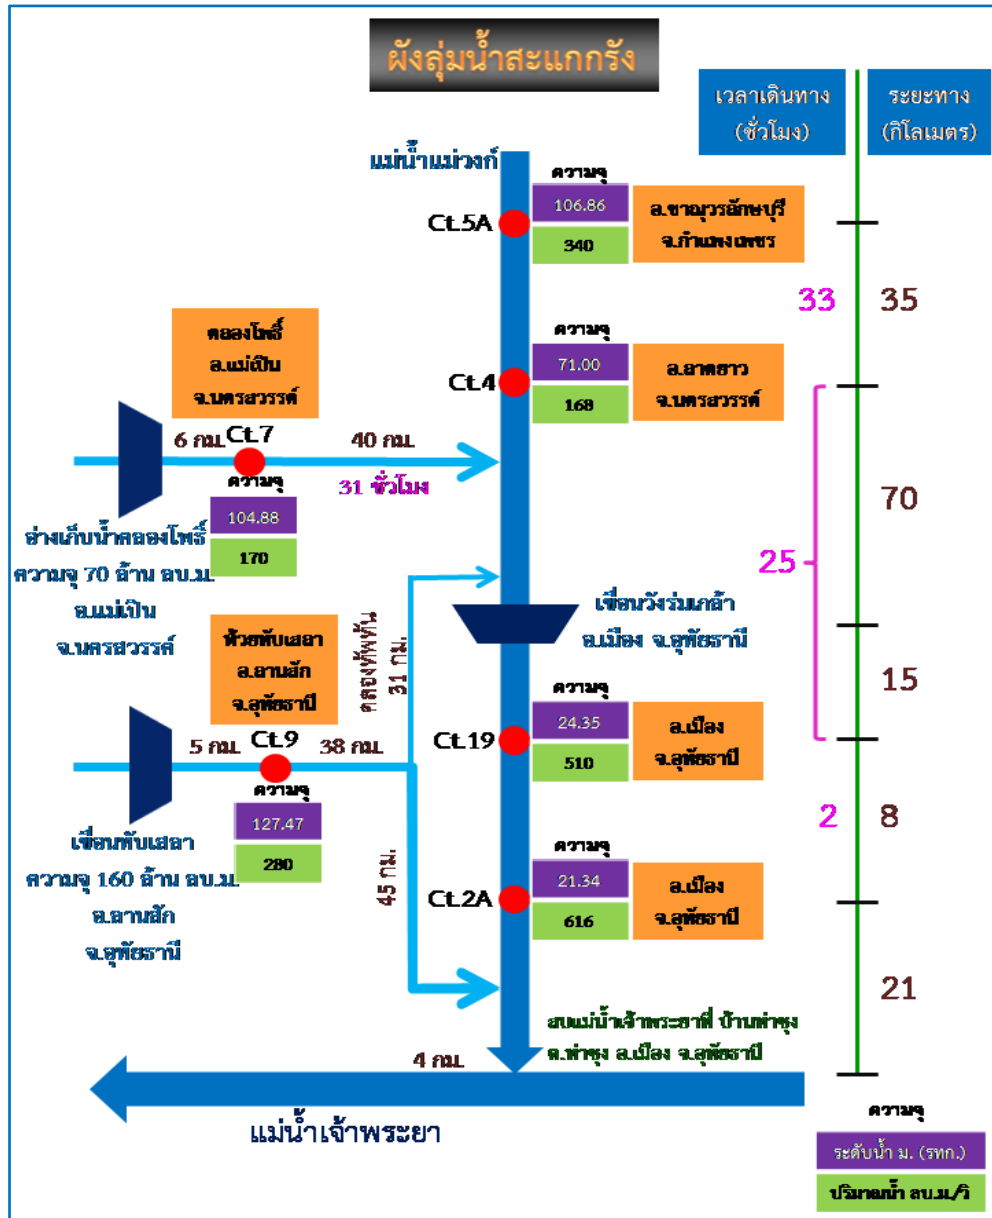 ผังลุ่มน้ำสะแกกรัง
เวลาเดินทาง
(ชั่วโมง)
ระยะทาง
(กิโลเมตร)
แม่น้ำแม่วงก์
ความจุ
Ct.5A
106.86
340
อ.ขาณุวรลักษบุรี
จ.กำแพงเพชร
33
35
คลองโพธิ์
อ.แม่เปิน
จ.นครสวรรค์
ความจุ
Ct.4
71.00
168
อ.ลาดยาว
จ.นครสวรรค์
6 กม.
Ct.7
40 กม.
31 ชั่วโมง
ความจุ
104.88
170
70
อ่างเก็บน้ำคลองโพธิ์
ความจุ 70 ล้าน ลบ.ม.
อ.แม่เปิน
จ.นครสวรรค์
25
เขื่อนวังร่มเกล้า
อ.เมือง จ.อุทัยธานี
คลองทัพทัน
31 กม.
ห้วยทับเสลา
อ.ลานสัก
จ.อุทัยธานี
15
5 กม.
Ct.9
38 กม.
ความจุ
127.47
280
ความจุ
Ct.19
24.35
510
อ.เมือง
จ.อุทัยธานี
2
8
เขื่อนทับเสลา
ความจุ 160 ล้าน ลบ.ม.
อ.ลานสัก
จ.อุทัยธานี
45 กม.
ความจุ
Ct.2A
21.34
616
อ.เมือง
จ.อุทัยธานี
21
สบแม่น้ำเจ้าพระยาที่ บ้านท่าซุง
ต.ท่าซุง อ.เมือง จ.อุทัยธานี
4 กม.
แม่น้ำเจ้าพระยา
ความจุ
ระดับน้ำ ม. (รทก.)
ปริมาณน้ำ ลบ.ม./วิ